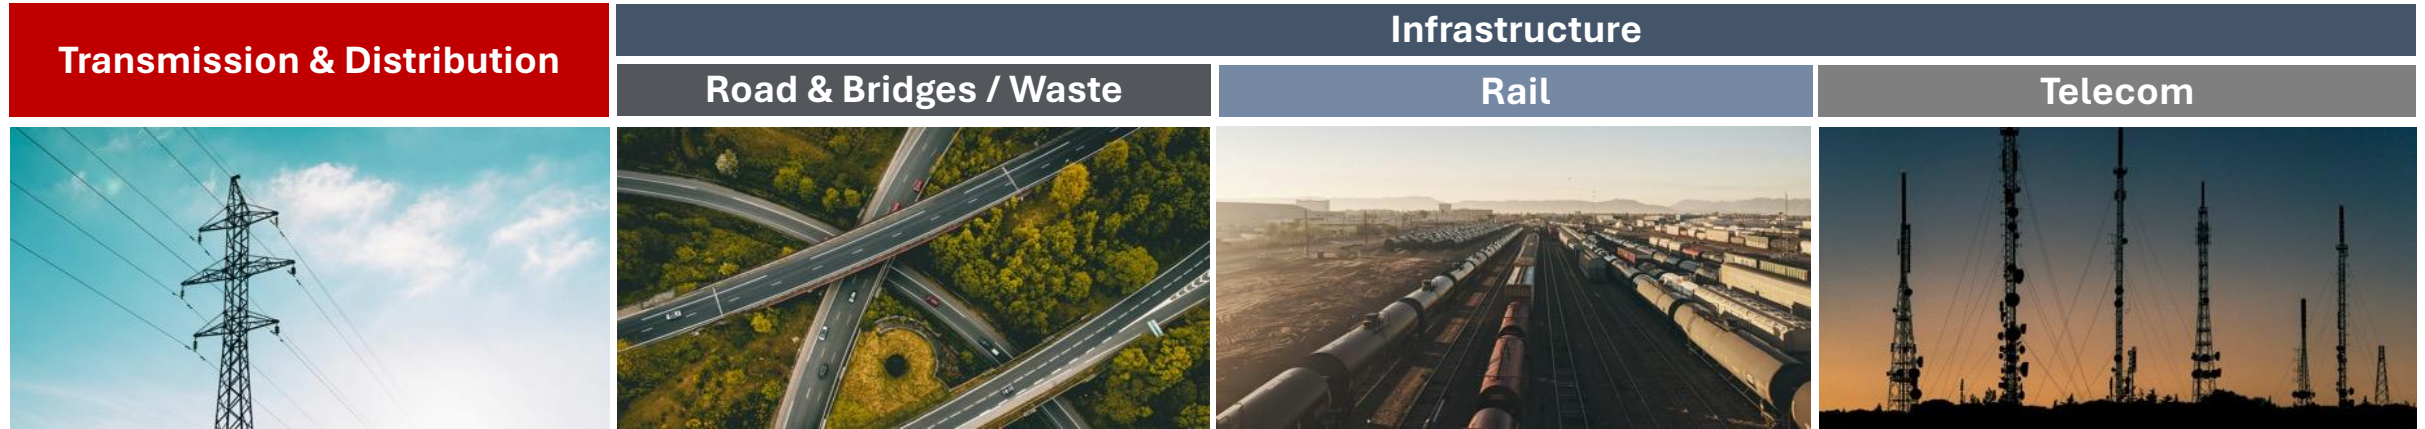 Transmission & Distribution
Infrastructure
Road & Bridges / Waste
Rail
Telecom